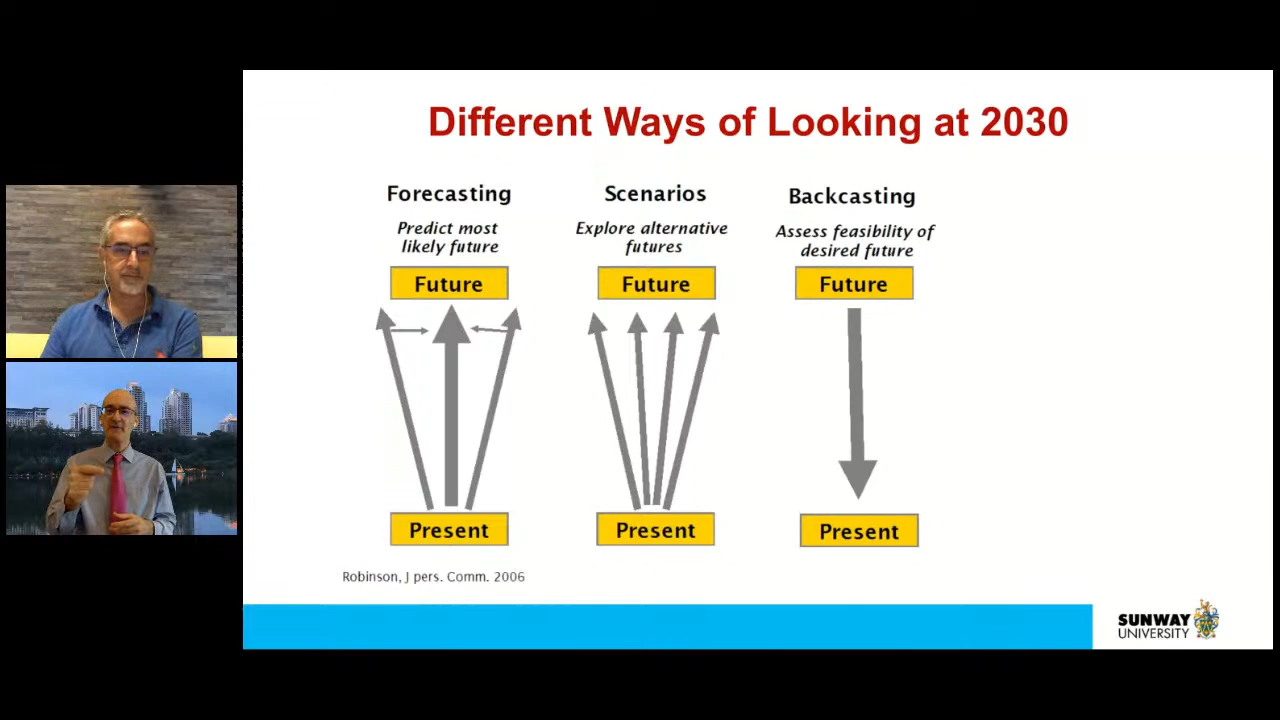 Different Ways of Looking at 2030
Forecasting
Predict most
likely future
Future
Present
Scenarios
Explore alternative
futures
Future
Present
Backcasting
Assess feasibility of
desired future
Future
Present
Robinson, J pers. Comm. 2006
SUNWAY
UNIVERSITY